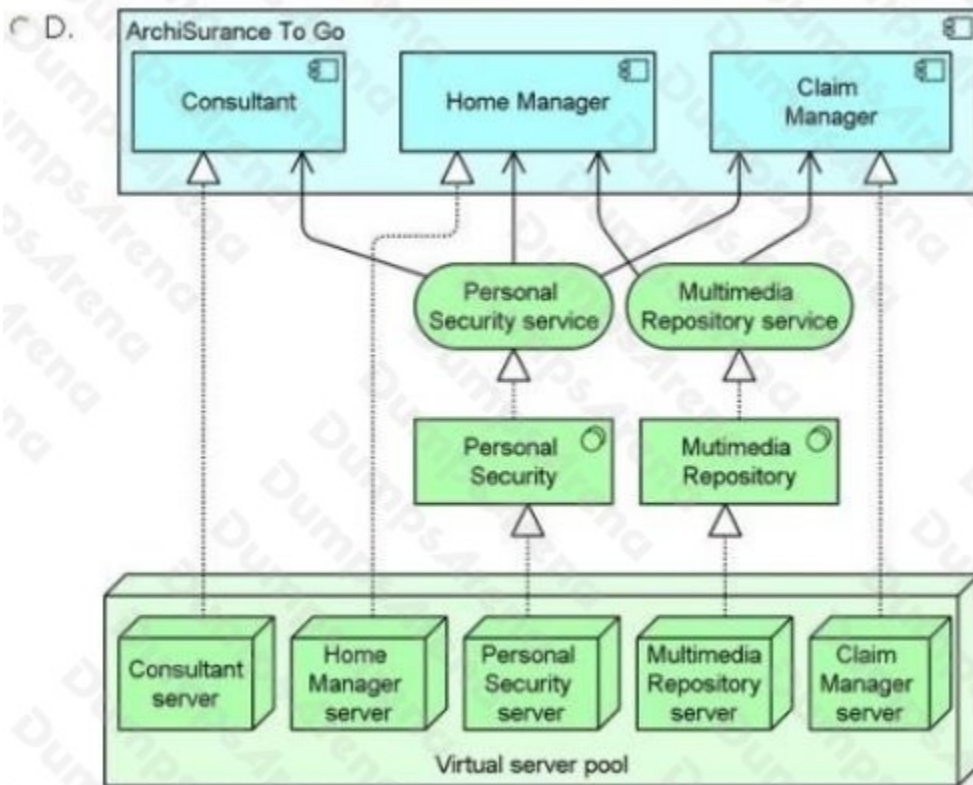 D.
ArchiSurance To Go
Consultant
Home Manager
Claim
Manager
Personal
Security service
Multimedia
Repository service
Personal
Security
Mutimedia
Repository
Consultant
server
Home
Manager
server
Personal
Security
server
Multimedia
Repository
server
Claim
Manager
server
Virtual server pool
DumpsArena